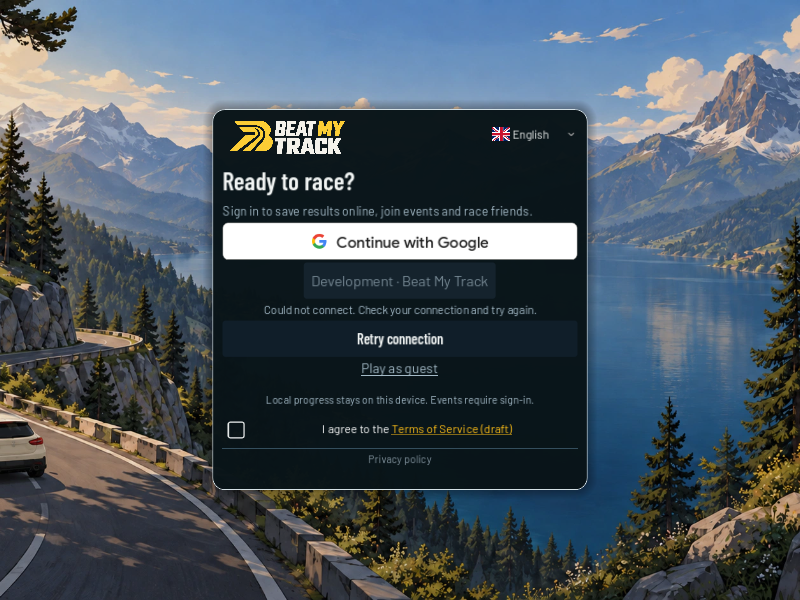 BEAT MY
TRACK
English
Ready to race?
Sign in to save results online, join events and race friends.
Continue with Google
Development · Beat My Track
Could not connect. Check your connection and try again.
Retry connection
Play as guest
Local progress stays on this device. Events require sign-in.
I agree to the Terms of Service (draft)
Privacy policy